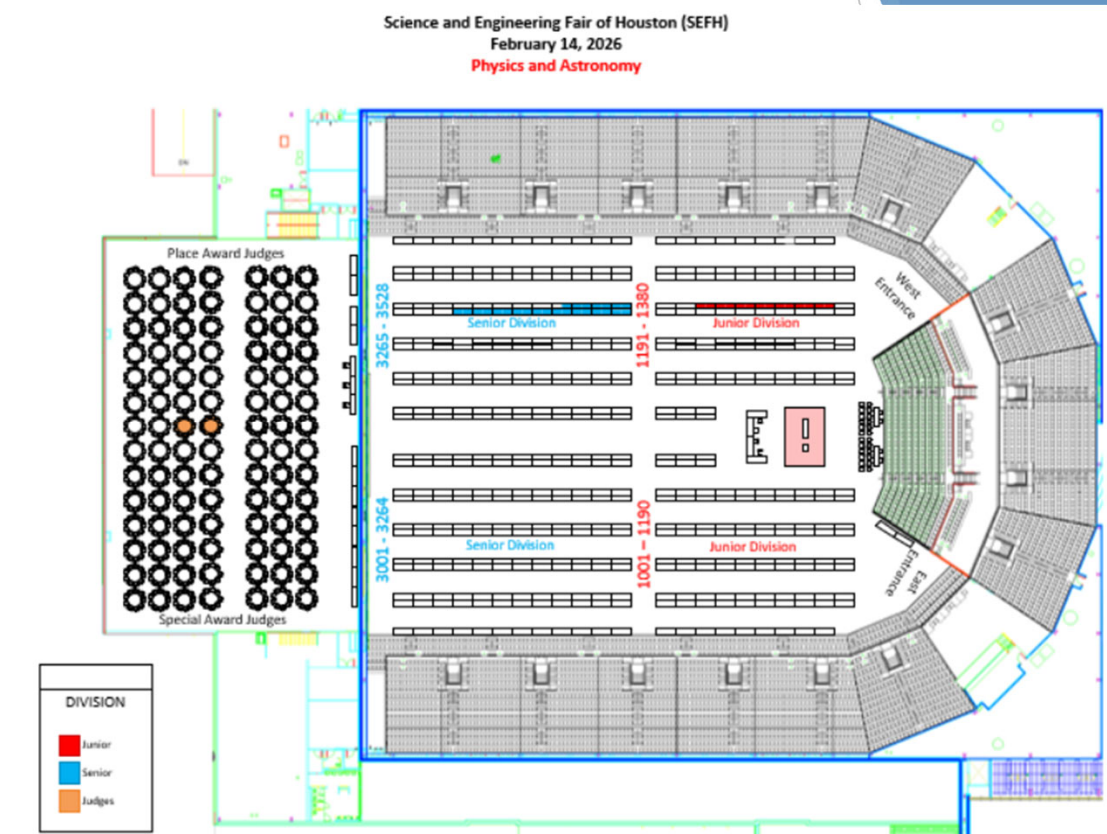 Science and Engineering Fair of Houston (SEFH)
February 14, 2026
Physics and Astronomy
Place Award Judges
3265 - 3528
Senior Division
1191 - 1380
Junior Division
West
Entrance
3001 - 3264
Senior Division
1001 – 1190
Junior Division
East
Entrance
Special Award Judges
DIVISION
Junior
Senior
Judges